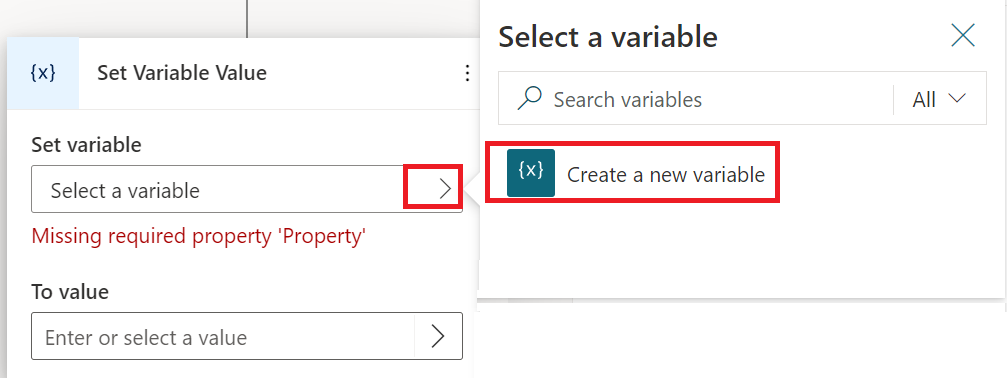 {x} Set Variable Value
Set variable
Select a variable
Missing required property 'Property'
To value
Enter or select a value
Select a variable
Search variables All
{x} Create a new variable